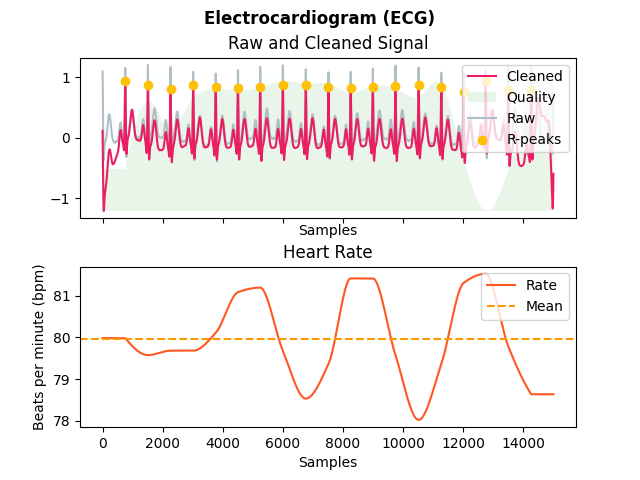 Electrocardiogram (ECG)
Raw and Cleaned Signal
1
0
−1
Cleaned
Quality
Raw
R-peaks
Samples
Heart Rate
Beats per minute (bpm)
81
80
79
78
Rate
Mean
0 2000 4000 6000 8000 10000 12000 14000
Samples